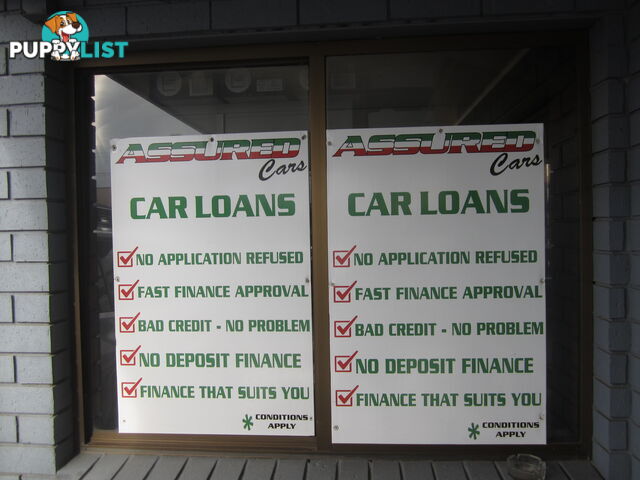 PUPPYLIST
ASSURED
Cars
CAR LOANS
NO APPLICATION REFUSED
FAST FINANCE APPROVAL
BAD CREDIT - NO PROBLEM
NO DEPOSIT FINANCE
FINANCE THAT SUITS YOU
* CONDITIONS
APPLY
ASSURED
Cars
CAR LOANS
NO APPLICATION REFUSED
FAST FINANCE APPROVAL
BAD CREDIT - NO PROBLEM
NO DEPOSIT FINANCE
FINANCE THAT SUITS YOU
* CONDITIONS
APPLY